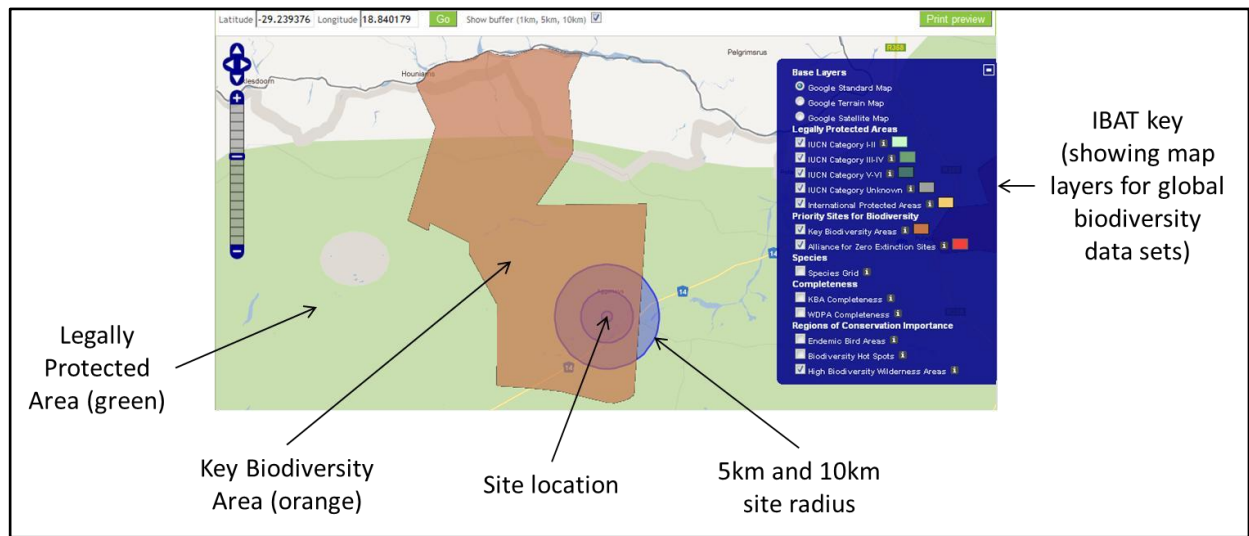 Latitude -29.239376 Longitude 18.840179 Go Show buffer (1km, 5km, 10km) Print preview
R358
Pelgrimsrus
Houniams
Base Layers
Google Standard Map
Google Terrain Map
Google Satellite Map
Legally Protected Areas
IUCN Category I-II
IUCN Category III-IV
IUCN Category V-VI
IUCN Category Unknown
International Protected Areas
Priority Sites for Biodiversity
Key Biodiversity Areas
Alliance for Zero Extinction Sites
Species
Species Grid
Completeness
KBA Completeness
WDPA Completeness
Regions of Conservation Importance
Endemic Bird Areas
Biodiversity Hot Spots
High Biodiversity Wilderness Areas
14
14
14
IBAT key
(showing map
layers for global
biodiversity
data sets)
Legally
Protected
Area (green)
Key Biodiversity
Area (orange)
Site location
5km and 10km
site radius